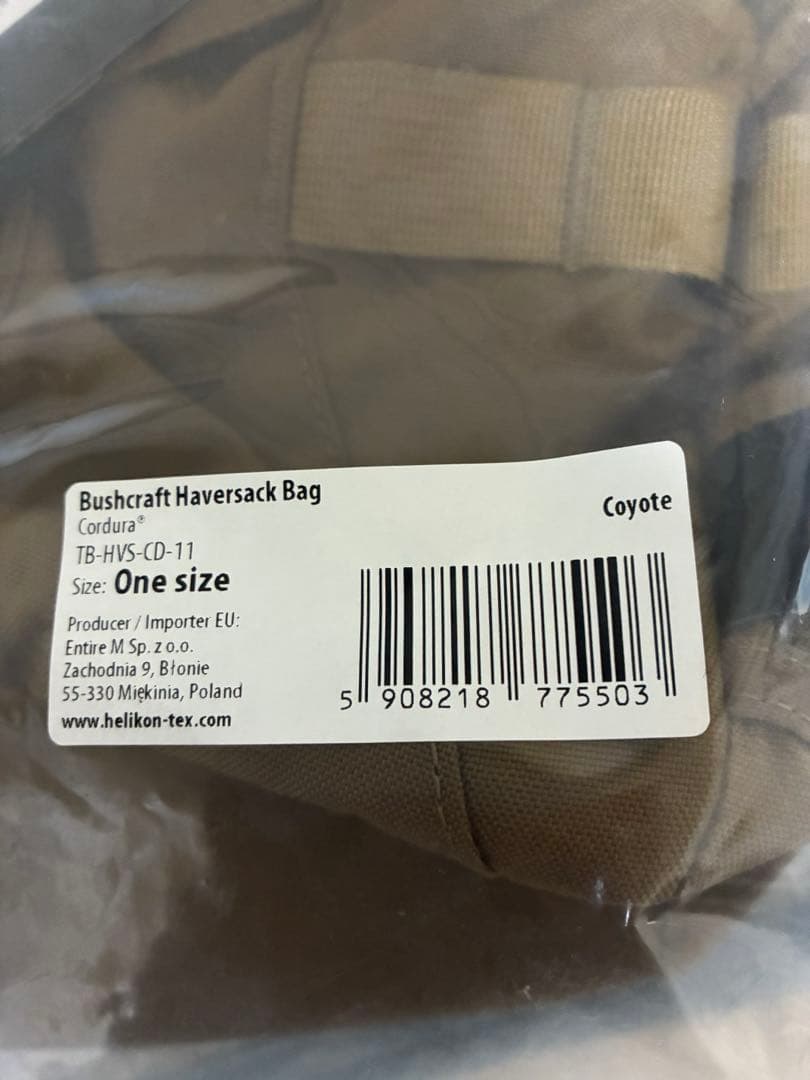 Bushcraft Haversack Bag
Coyote
Cordura®
TB-HVS-CD-11
Size: One size
Producer / Importer EU:
Entire M Sp. z o.o.
Zachodnia 9, Błonie
55-330 Miękinia, Poland
www.helikon-tex.com
5 908218 775503